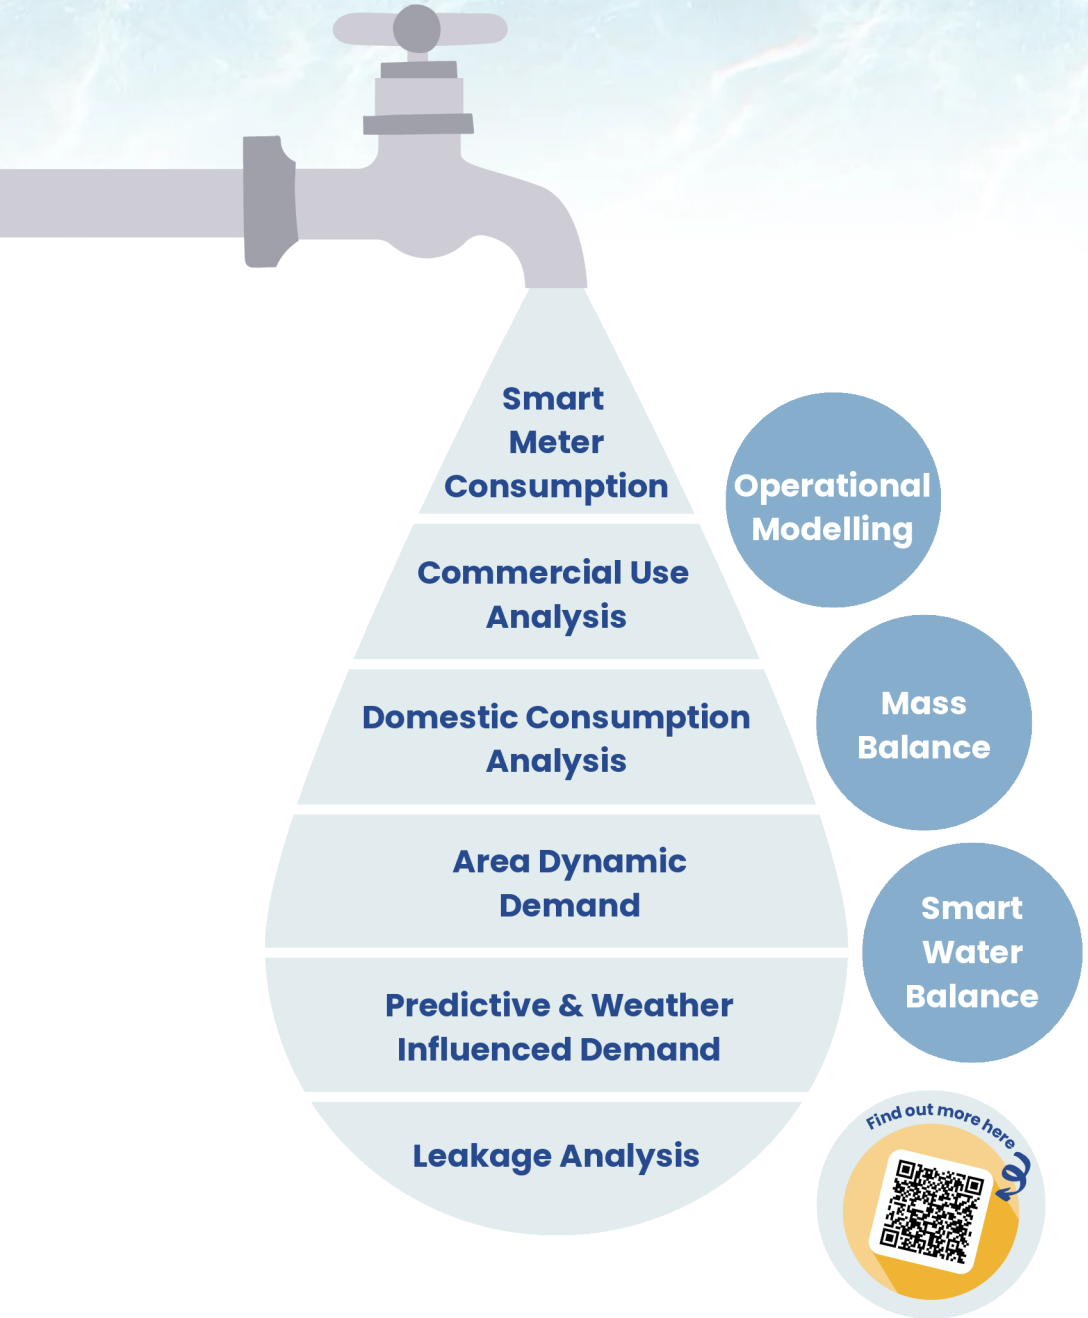 Smart
Meter
Consumption
Operational
Modelling
Commercial Use
Analysis
Mass
Balance
Domestic Consumption
Analysis
Area Dynamic
Demand
Smart
Water
Balance
Predictive & Weather
Influenced Demand
Leakage Analysis
Find out more here